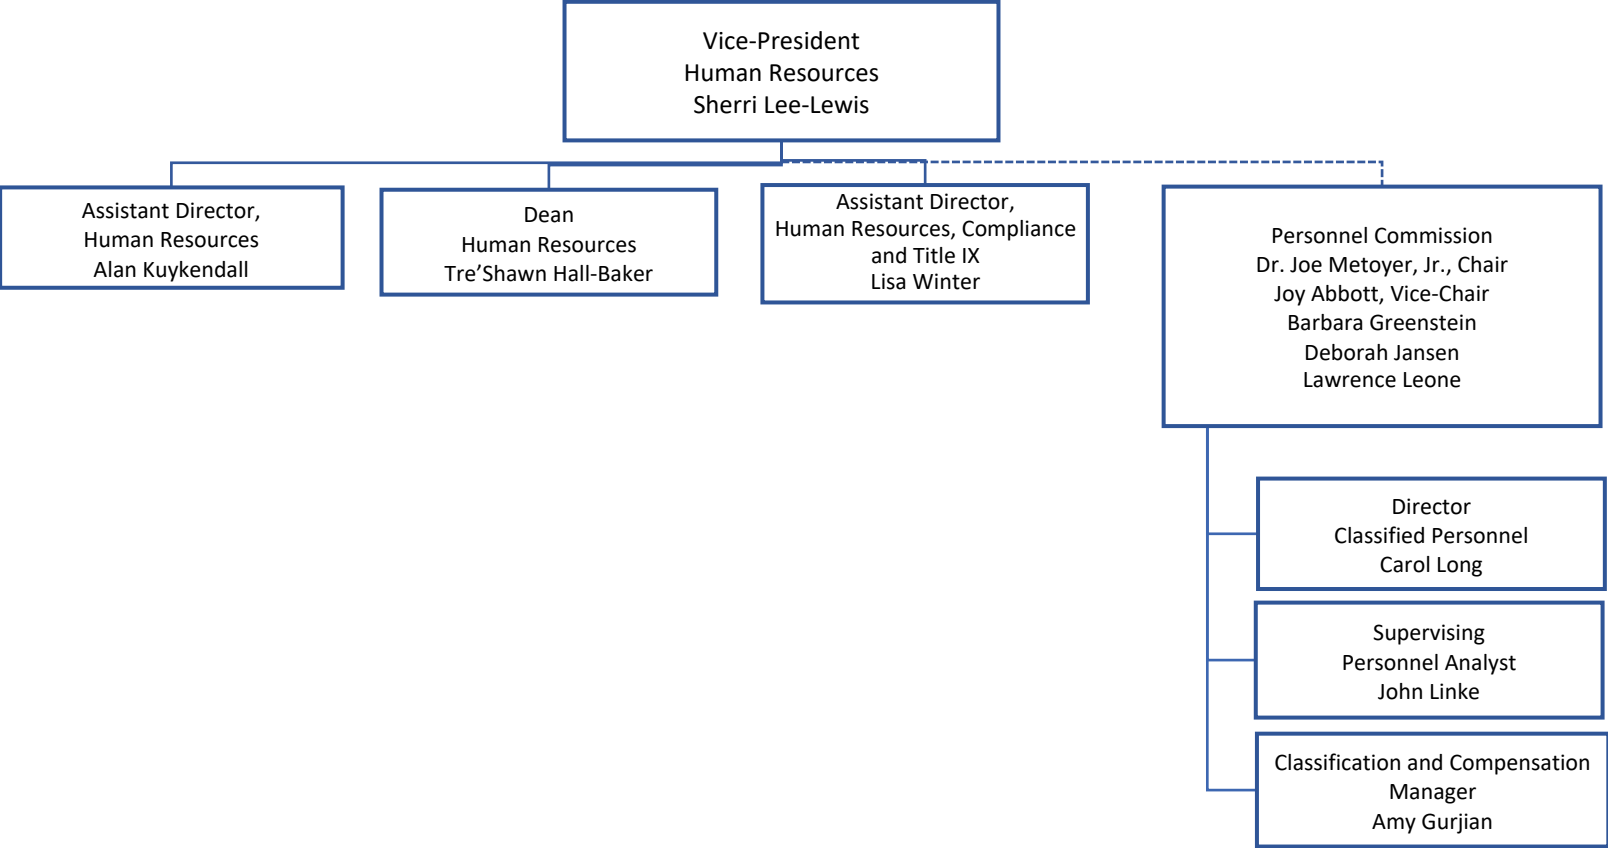 Vice-President
Human Resources
Sherri Lee-Lewis
Assistant Director,
Human Resources
Alan Kuykendall
Dean
Human Resources
Tre’Shawn Hall-Baker
Assistant Director,
Human Resources, Compliance
and Title IX
Lisa Winter
Personnel Commission
Dr. Joe Metoyer, Jr., Chair
Joy Abbott, Vice-Chair
Barbara Greenstein
Deborah Jansen
Lawrence Leone
Director
Classified Personnel
Carol Long
Supervising
Personnel Analyst
John Linke
Classification and Compensation
Manager
Amy Gurjian